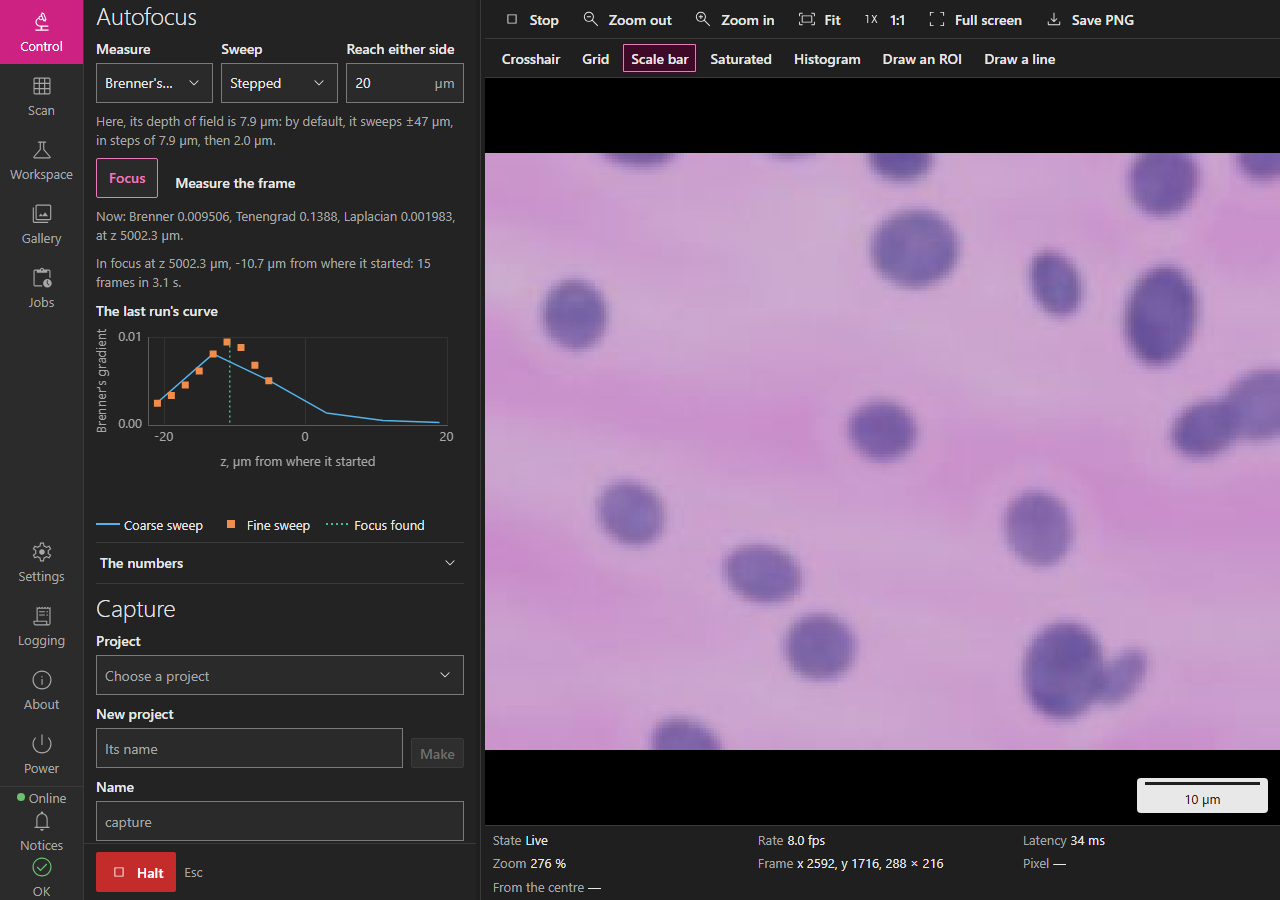 Control
Scan
Workspace
Gallery
Jobs
Settings
Logging
About
Power
Online
Notices
OK
Autofocus
Measure
Sweep
Reach either side
Brenner's...
Stepped
20
µm
Here, its depth of field is 7.9 µm: by default, it sweeps ±47 µm,
in steps of 7.9 µm, then 2.0 µm.
Focus
Measure the frame
Now: Brenner 0.009506, Tenengrad 0.1388, Laplacian 0.001983,
at z 5002.3 µm.
In focus at z 5002.3 µm, -10.7 µm from where it started: 15
frames in 3.1 s.
The last run's curve
Brenner's gradient
0.01
0.00
-20
0
20
z, µm from where it started
Coarse sweep
Fine sweep
Focus found
The numbers
Capture
Project
Choose a project
New project
Its name
Make
Name
capture
Halt
Esc
Stop
Zoom out
Zoom in
Fit
1X
1:1
Full screen
Save PNG
Crosshair
Grid
Scale bar
Saturated
Histogram
Draw an ROI
Draw a line
10 µm
State Live
Rate 8.0 fps
Latency 34 ms
Zoom 276 %
Frame x 2592, y 1716, 288 × 216
Pixel —
From the centre —